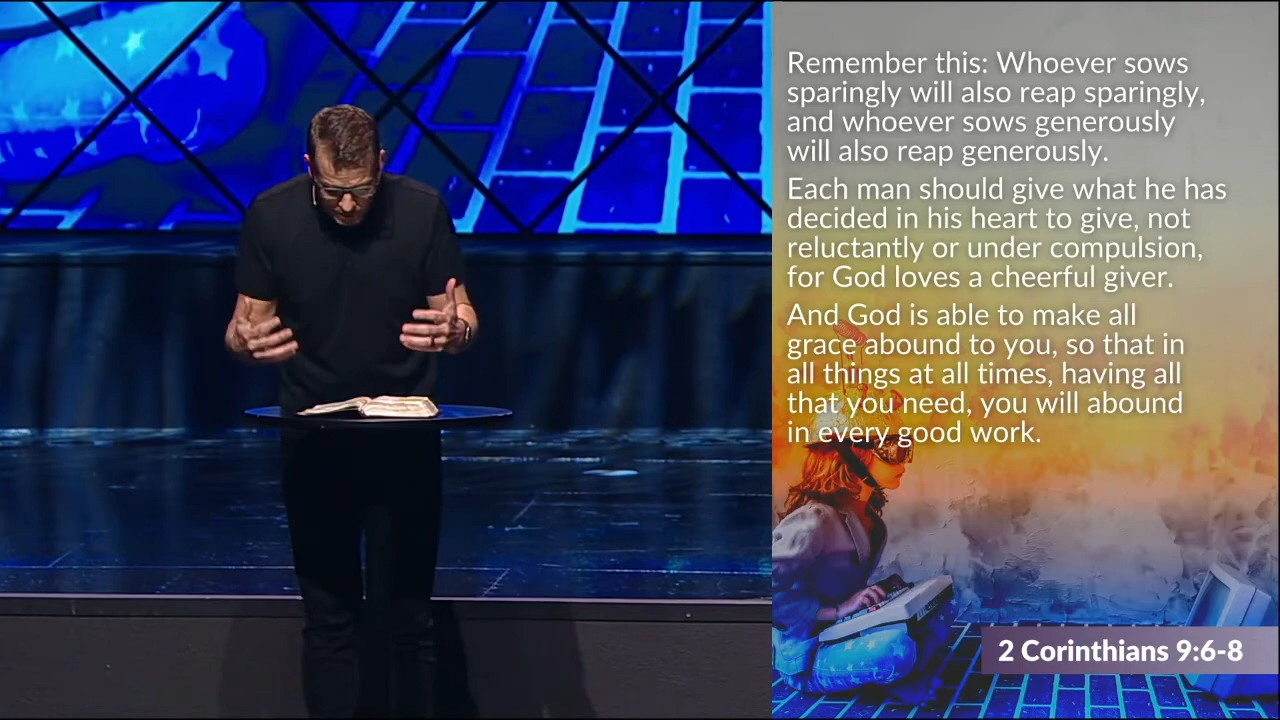 Remember this: Whoever sows
sparingly will also reap sparingly,
and whoever sows generously
will also reap generously.
Each man should give what he has
decided in his heart to give, not
reluctantly or under compulsion,
for God loves a cheerful giver.
And God is able to make all
grace abound to you, so that in
all things at all times, having all
that you need, you will abound
in every good work.
2 Corinthians 9:6-8